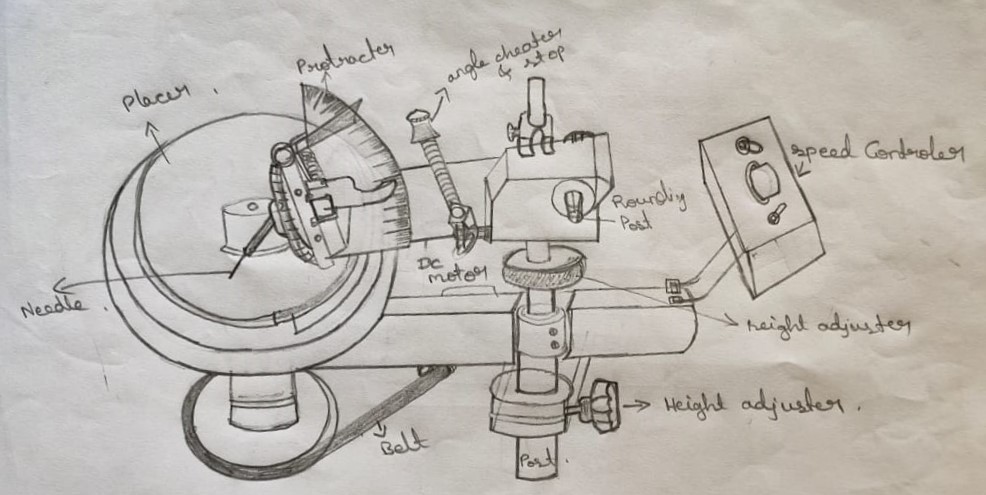 Placer.
Protracter
angle cheater
& stop
speed Controler
Rounding
Post
DC
motor
Needle.
height adjuster
Height adjuster.
Belt
Post.